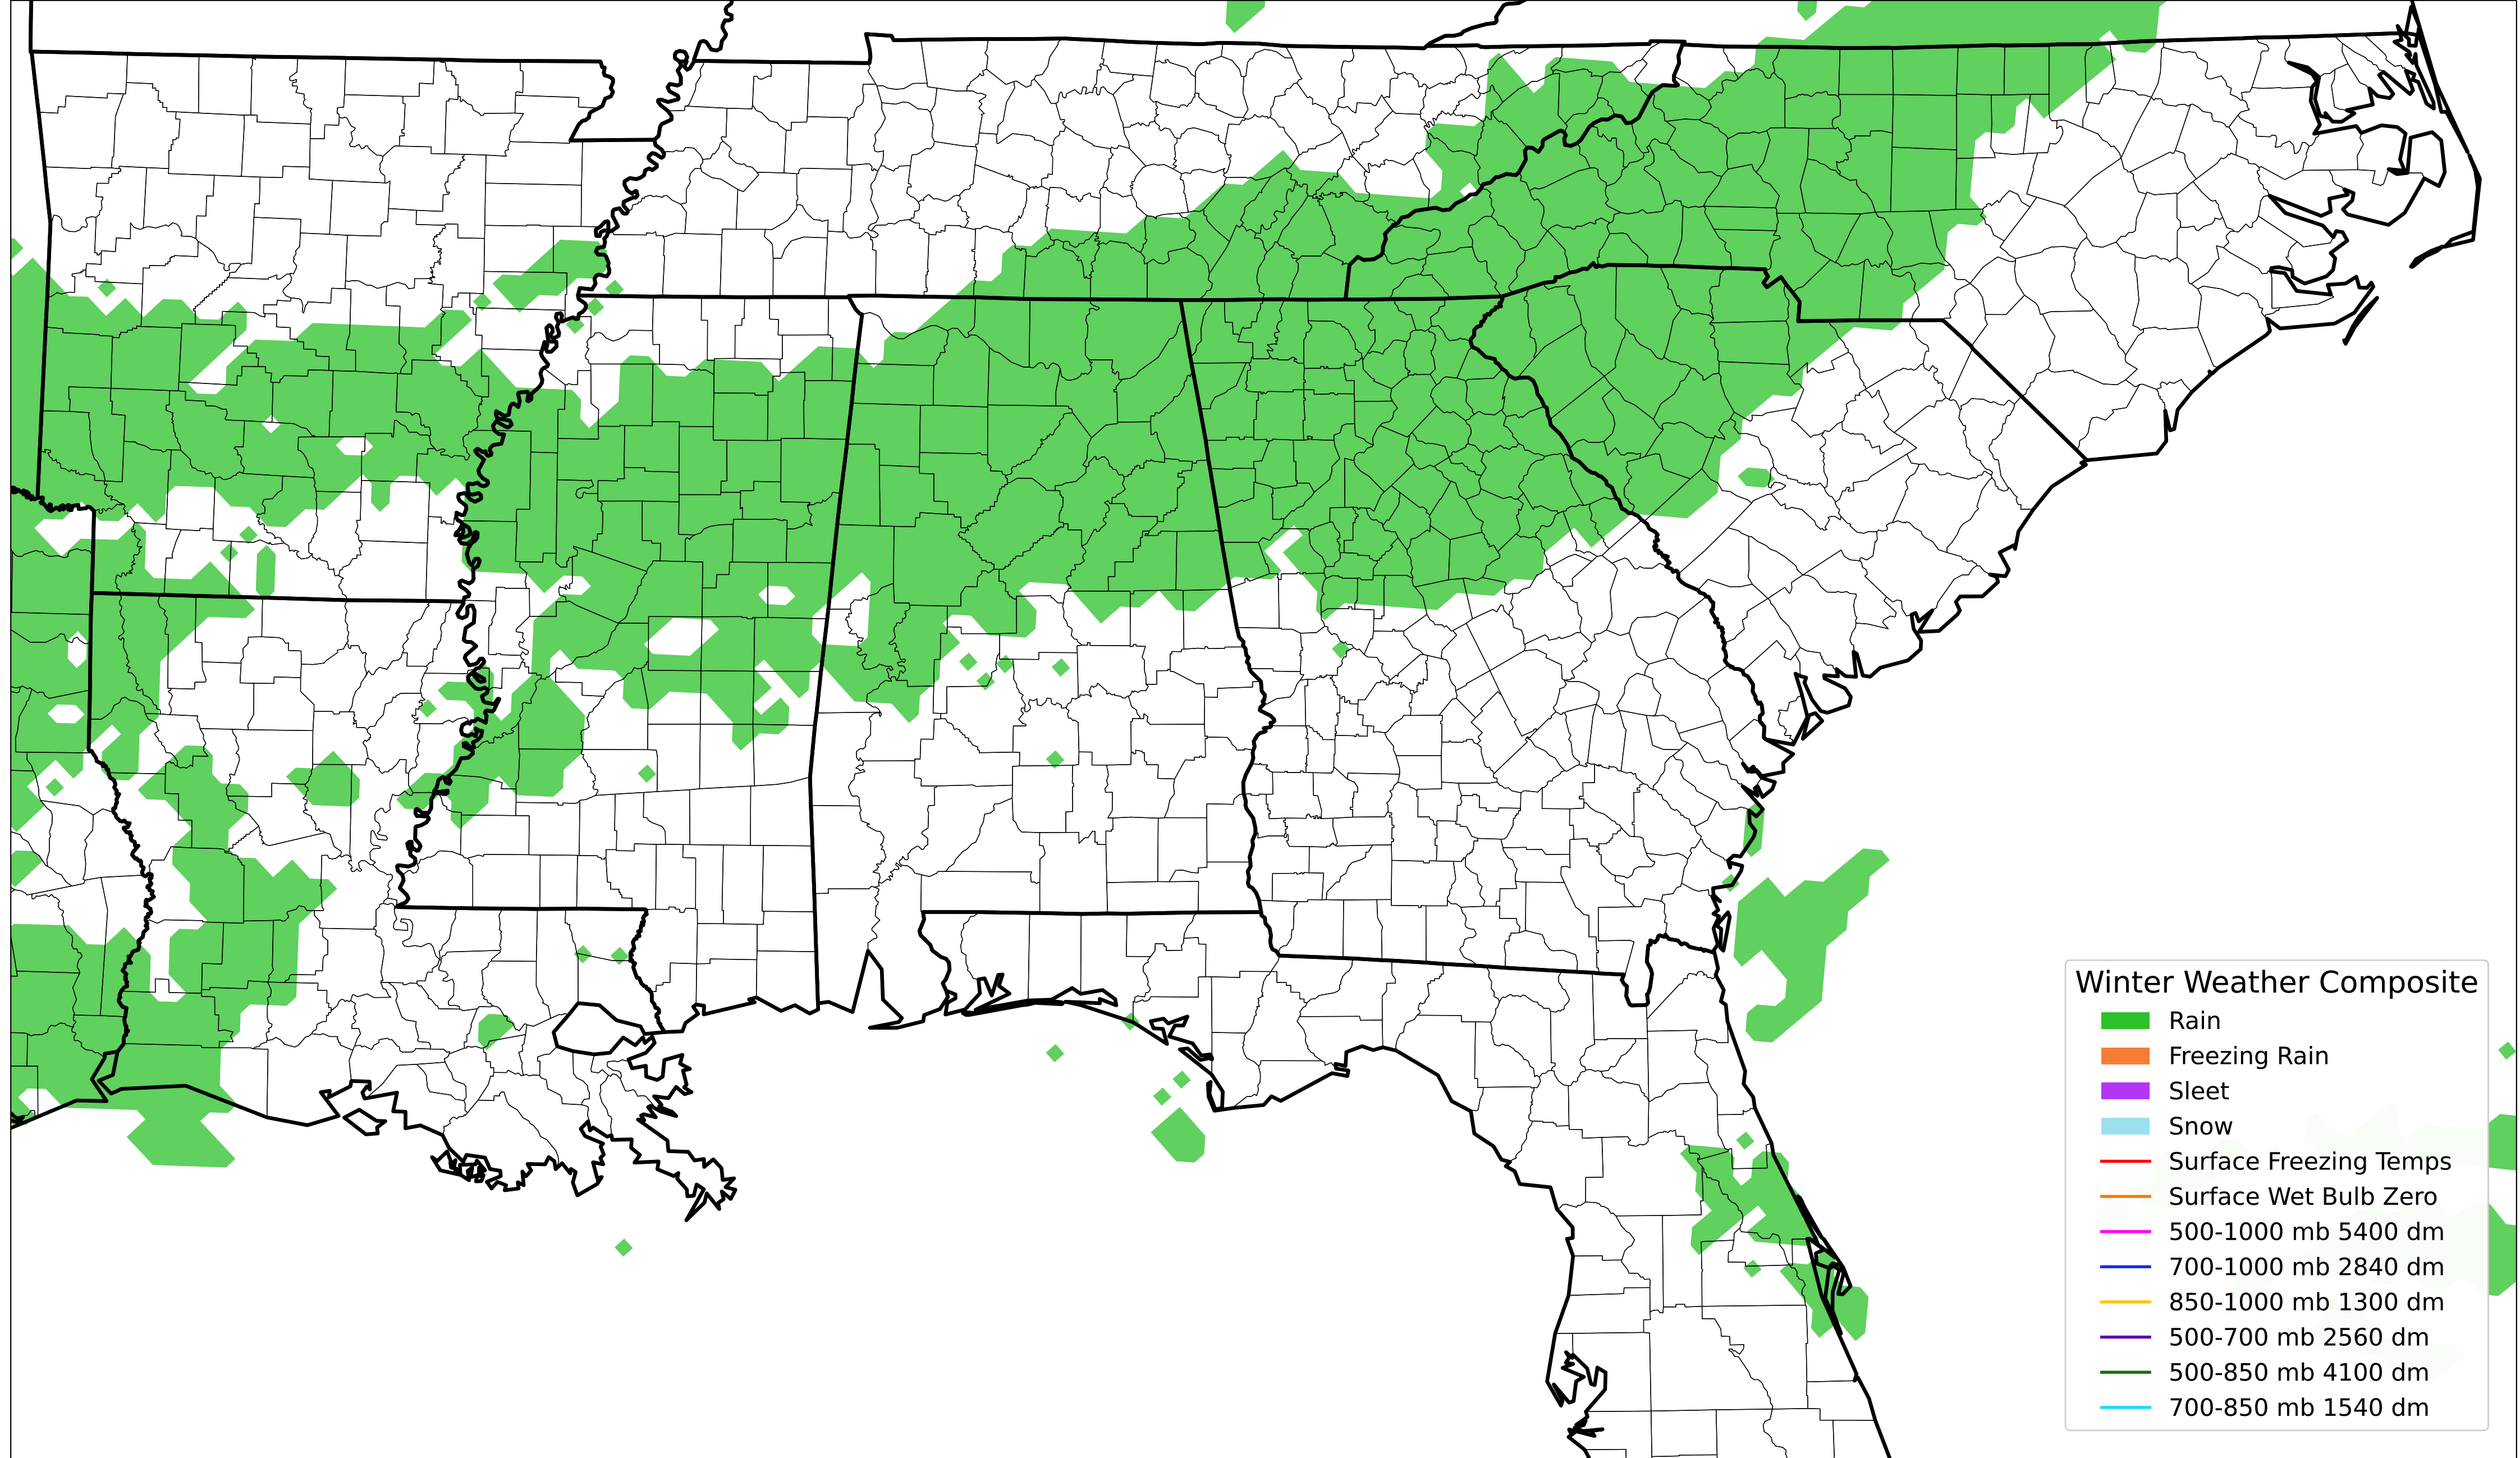 Winter Weather Composite
Rain
Freezing Rain
Sleet
Snow
Surface Freezing Temps
Surface Wet Bulb Zero
500-1000 mb 5400 dm
700-1000 mb 2840 dm
850-1000 mb 1300 dm
500-700 mb 2560 dm
500-850 mb 4100 dm
700-850 mb 1540 dm